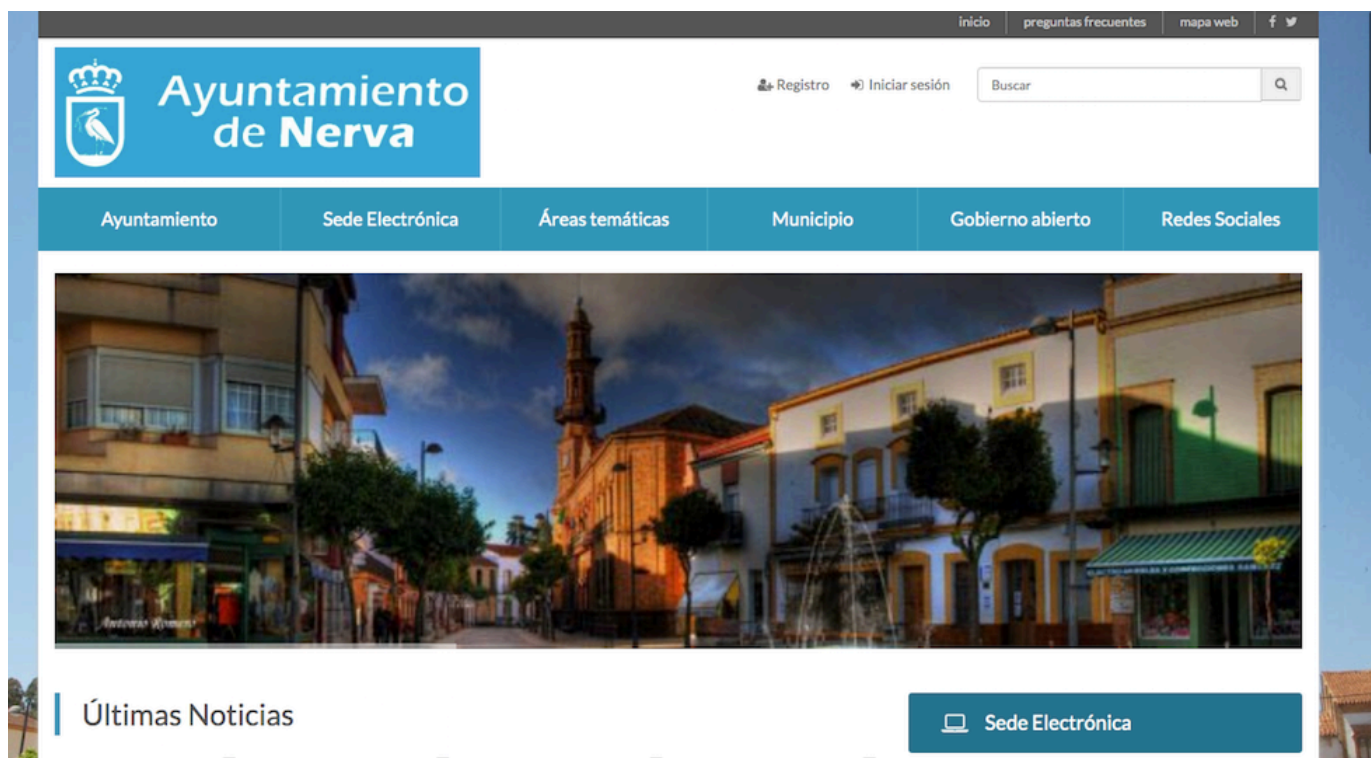 inicio preguntas frecuentes mapa web
Ayuntamiento
de Nerva
Registro Iniciar sesión Buscar
Ayuntamiento Sede Electrónica Áreas temáticas Municipio Gobierno abierto Redes Sociales
Antonio Romero
Últimas Noticias
Sede Electrónica